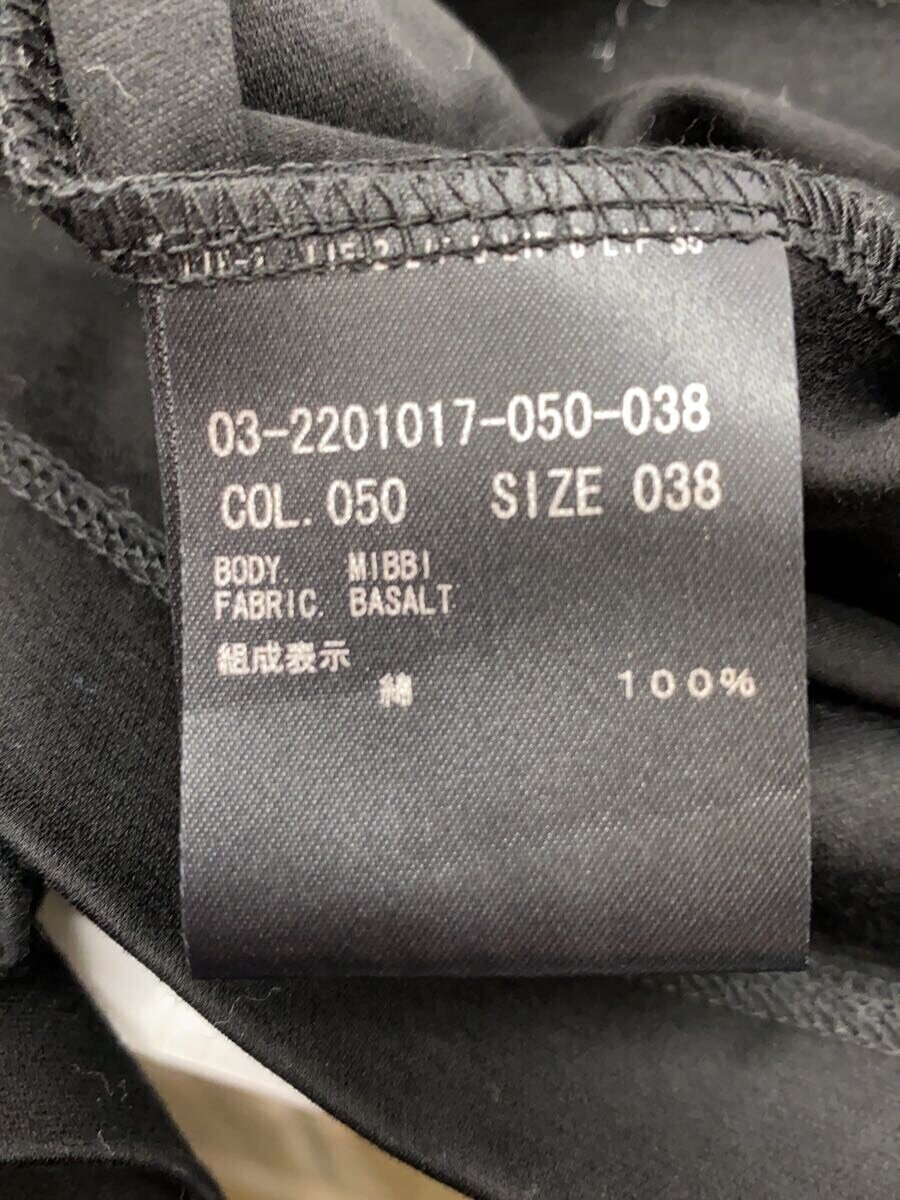 03-2201017-050-038
COL. 050 SIZE 038
BODY. MIBBI
FABRIC. BASALT
組成表示
綿 100%